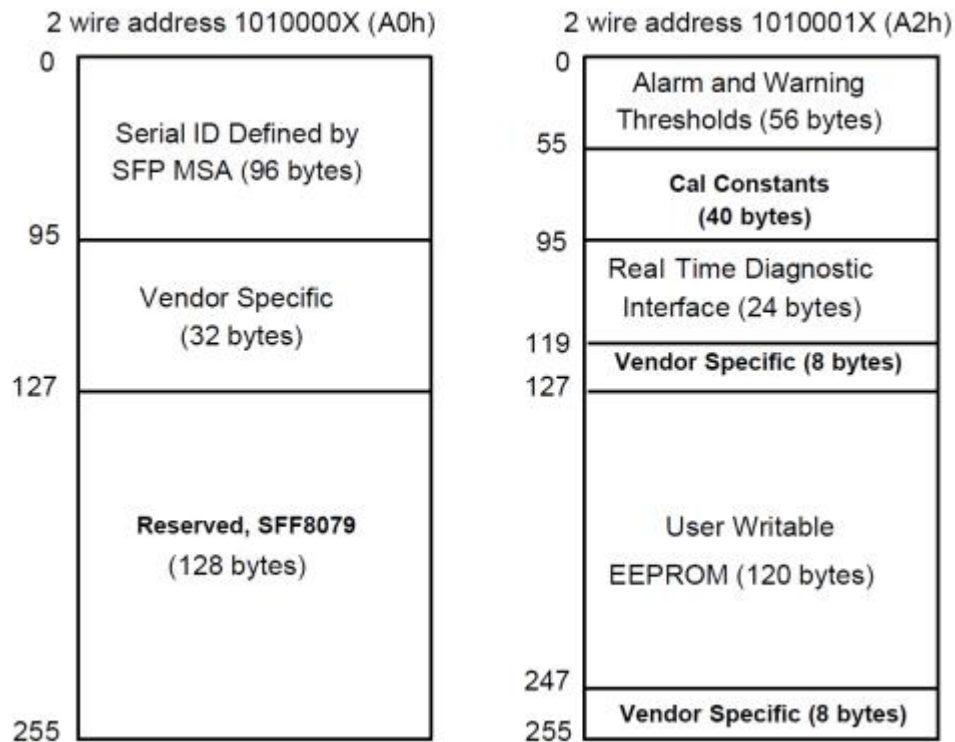 2 wire address 1010000X (A0h)
0
Serial ID Defined by
SFP MSA (96 bytes)
95
Vendor Specific
(32 bytes)
127
Reserved, SFF8079
(128 bytes)
255
2 wire address 1010001X (A2h)
0
Alarm and Warning
Thresholds (56 bytes)
55
Cal Constants
(40 bytes)
95
Real Time Diagnostic
Interface (24 bytes)
119
Vendor Specific (8 bytes)
127
User Writable
EEPROM (120 bytes)
247
Vendor Specific (8 bytes)
255